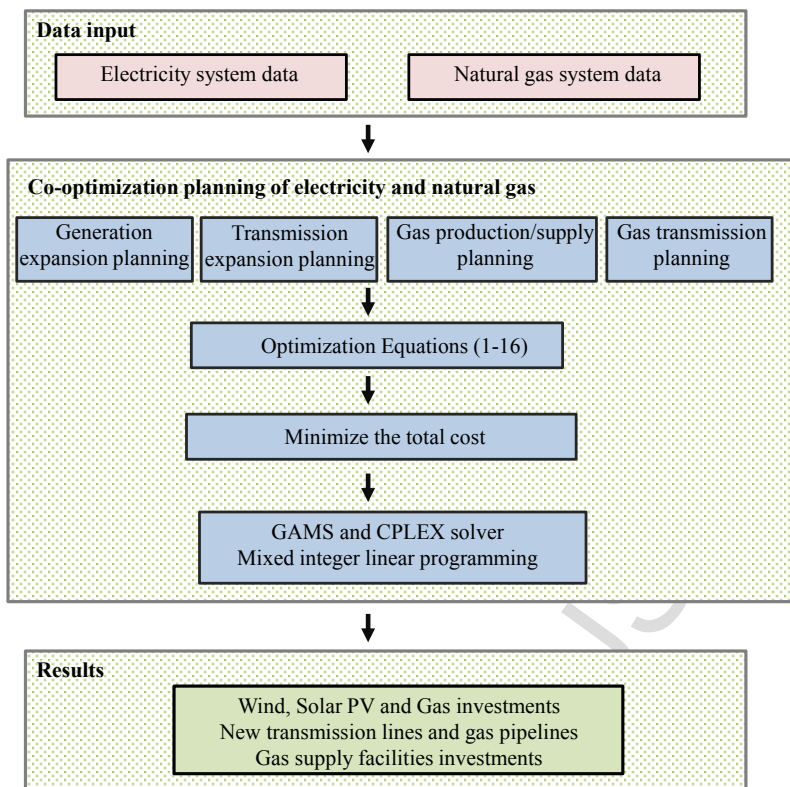 Data input
Electricity system data
Natural gas system data
Co-optimization planning of electricity and natural gas
Generation
expansion planning
Transmission
expansion planning
Gas production/supply
planning
Gas transmission
planning
Optimization Equations (1-16)
Minimize the total cost
GAMS and CPLEX solver
Mixed integer linear programming
Results
Wind, Solar PV and Gas investments
New transmission lines and gas pipelines
Gas supply facilities investments